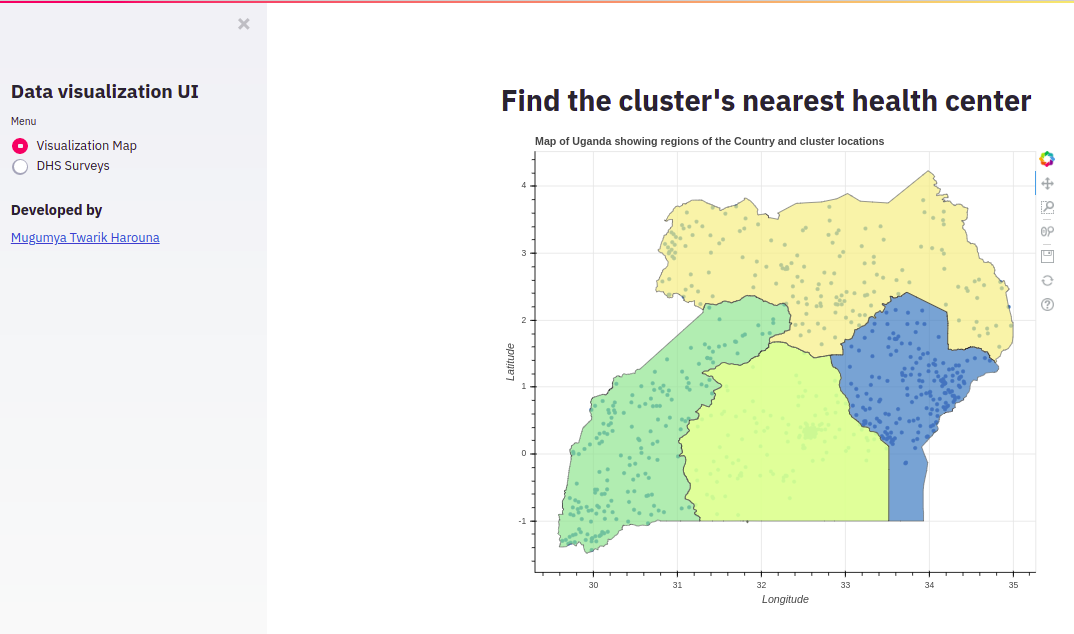 ×
Data visualization UI
Menu
Visualization Map
DHS Surveys
Developed by
Mugumya Twarik Harouna
Find the cluster's nearest health center
Map of Uganda showing regions of the Country and cluster locations
Latitude
4
3
2
1
0
-1
30
31
32
33
34
35
Longitude